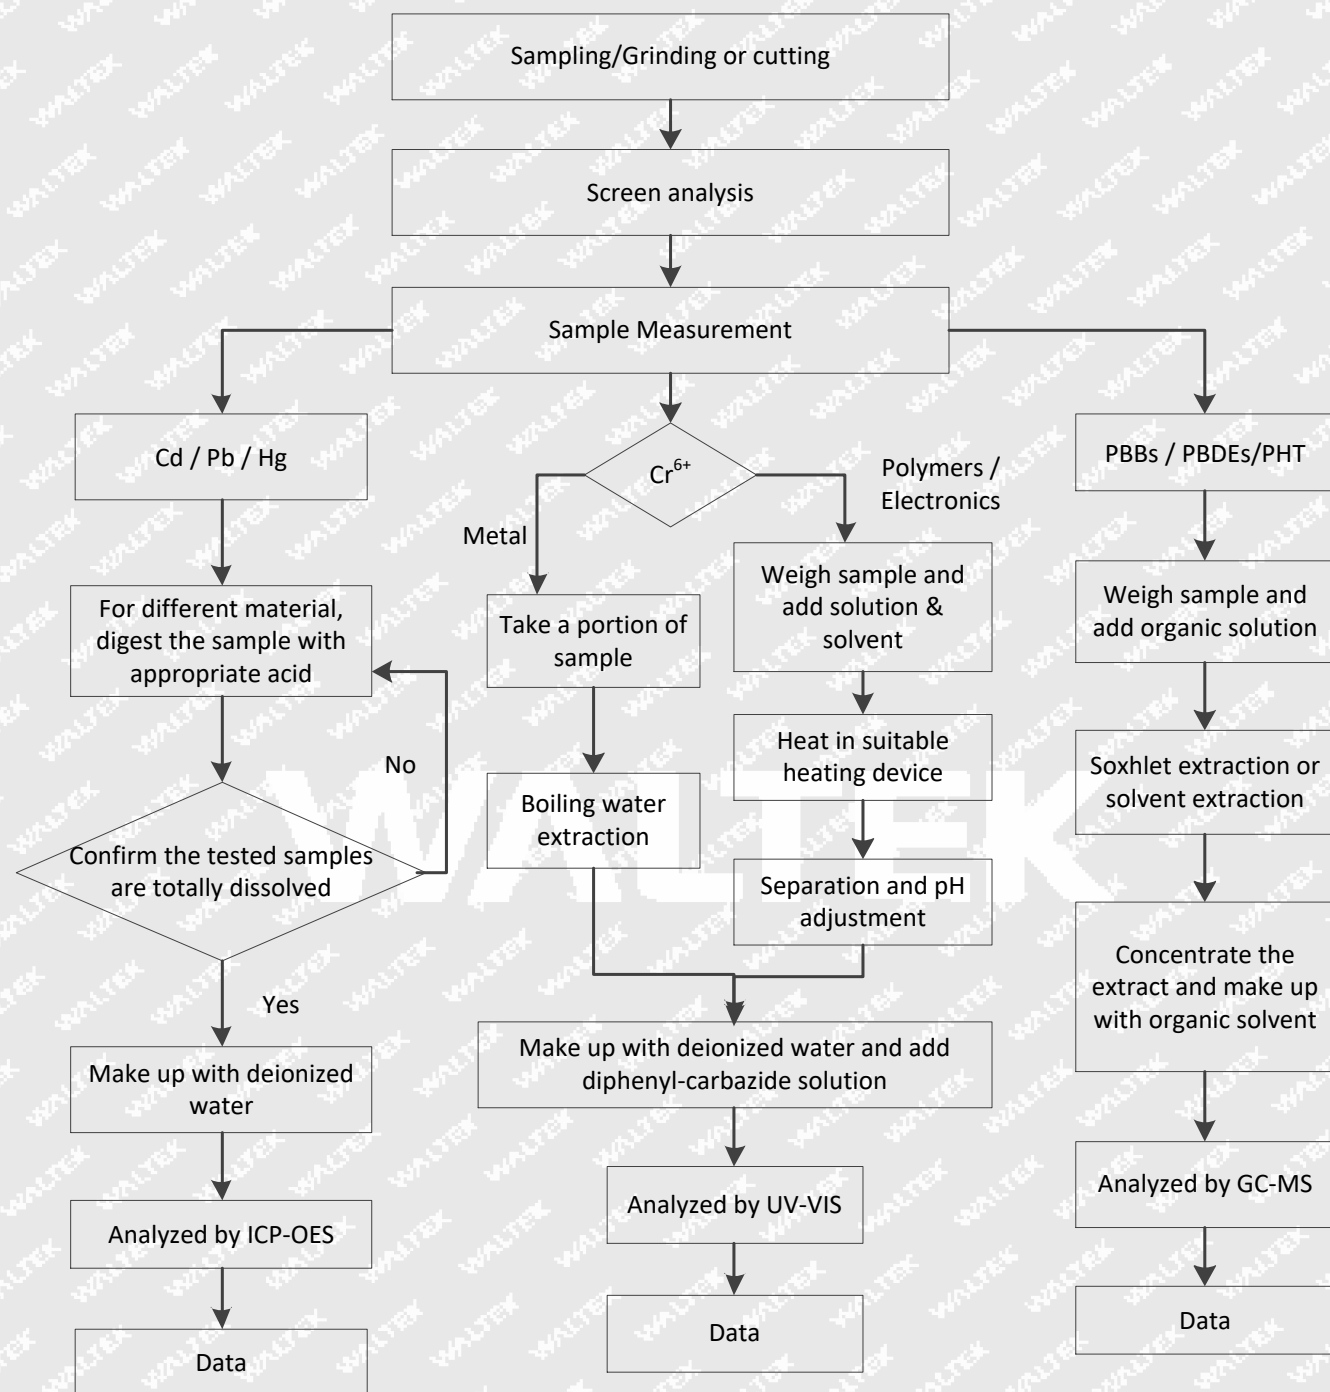 Sampling/Grinding or cutting
Screen analysis
Sample Measurement
Cd / Pb / Hg
For different material,
digest the sample with
appropriate acid
No
Confirm the tested samples
are totally dissolved
Yes
Make up with deionized
water
Analyzed by ICP-OES
Data
Cr⁶⁺
Metal
Take a portion of
sample
Boiling water
extraction
Polymers /
Electronics
Weigh sample and
add solution &
solvent
Heat in suitable
heating device
Separation and pH
adjustment
Make up with deionized water and add
diphenyl-carbazide solution
Analyzed by UV-VIS
Data
PBBs / PBDEs/PHT
Weigh sample and
add organic solution
Soxhlet extraction or
solvent extraction
Concentrate the
extract and make up
with organic solvent
Analyzed by GC-MS
Data
WALTEK